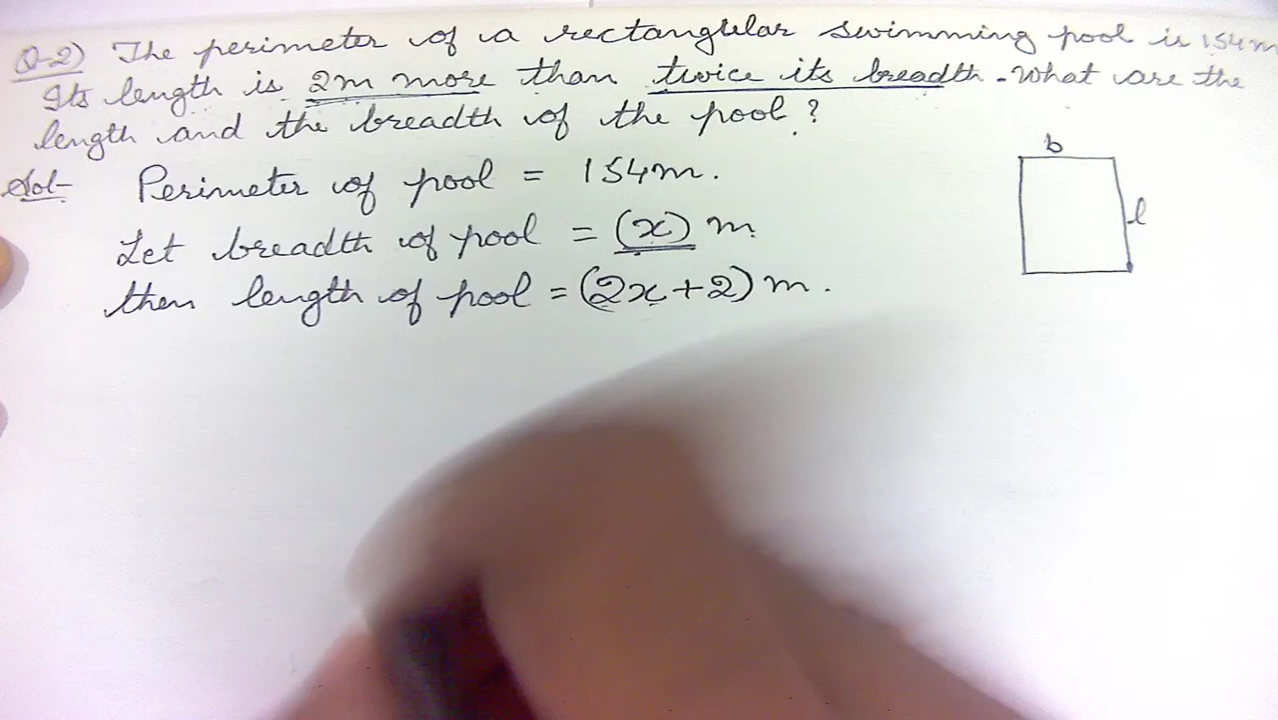 Q-2) The perimeter of a rectangular swimming pool is 154m
Its length is 2m more than twice its breadth. What are the
length and the breadth of the pool?
Sol- Perimeter of pool = 154m.
Let breadth of pool = (x) m
then length of pool = (2x+2) m.
b
l